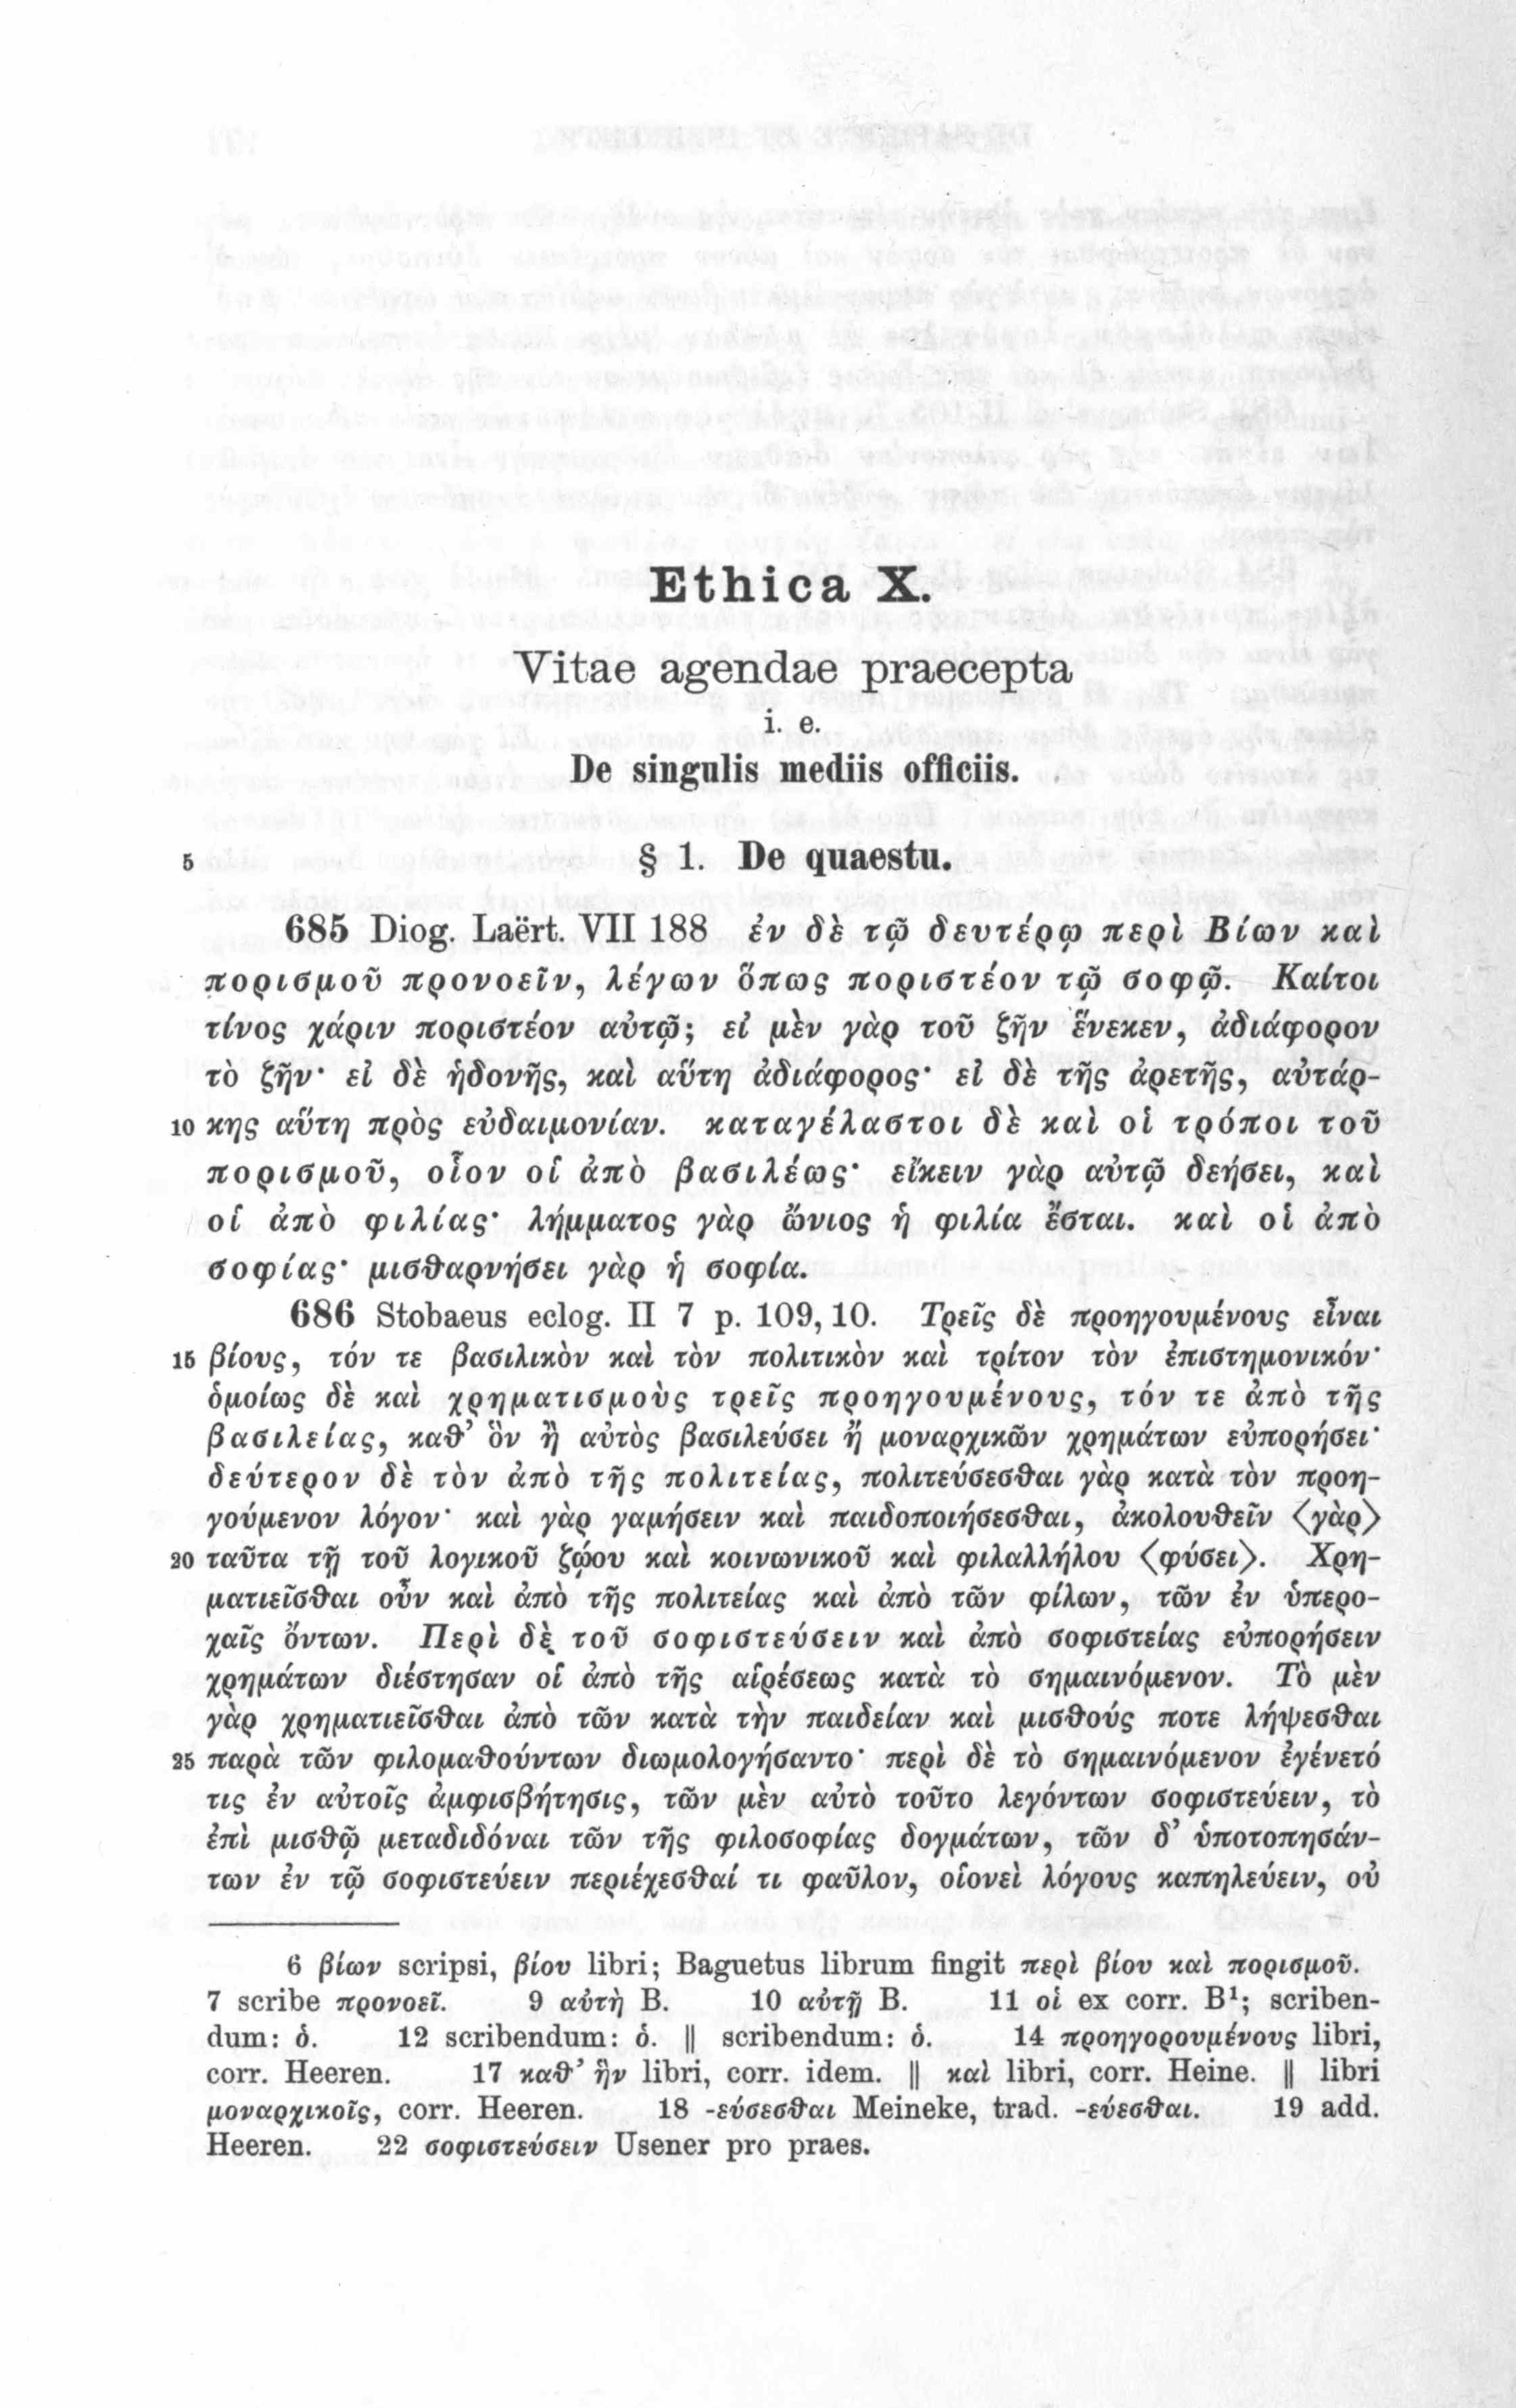 Ethica X.
Vitae agendae praecepta
i. e.
De singulis mediis officiis.
5 § 1. De quaestu.
685 Diog. Laërt. VII 188 ἐν δὲ τῷ δευτέρῳ περὶ Βίων καὶ
πορισμοῦ προνοεῖν, λέγων ὅπως ποριστέον τῷ σοφῷ. Καίτοι
τίνος χάριν ποριστέον αὐτῷ; εἰ μὲν γὰρ τοῦ ζῆν ἕνεκεν, ἀδιάφορον
τὸ ζῆν· εἰ δὲ ἡδονῆς, καὶ αὕτη ἀδιάφορος· εἰ δὲ τῆς ἀρετῆς, αὐτάρ-
10 κης αὕτη πρὸς εὐδαιμονίαν. καταγέλαστοι δὲ καὶ οἱ τρόποι τοῦ
πορισμοῦ, οἷον οἱ ἀπὸ βασιλέως· εἴκειν γὰρ αὐτῷ δεήσει, καὶ
οἱ ἀπὸ φιλίας· λήμματος γὰρ ὤνιος ἡ φιλία ἔσται. καὶ οἱ ἀπὸ
σοφίας· μισθαρνήσει γὰρ ἡ σοφία.
686 Stobaeus eclog. II 7 p. 109, 10. Τρεῖς δὲ προηγουμένους εἶναι
15 βίους, τόν τε βασιλικὸν καὶ τὸν πολιτικὸν καὶ τρίτον τὸν ἐπιστημονικόν·
ὁμοίως δὲ καὶ χρηματισμοὺς τρεῖς προηγουμένους, τόν τε ἀπὸ τῆς
βασιλείας, καθ’ ὃν ἢ αὐτὸς βασιλεύσει ἢ μοναρχικῶν χρημάτων εὐπορήσει·
δεύτερον δὲ τὸν ἀπὸ τῆς πολιτείας, πολιτεύσεσθαι γὰρ κατὰ τὸν προη-
γούμενον λόγον· καὶ γὰρ γαμήσειν καὶ παιδοποιήσεσθαι, ἀκολουθεῖν ⟨γὰρ⟩
20 ταῦτα τῇ τοῦ λογικοῦ ζῴου καὶ κοινωνικοῦ καὶ φιλαλλήλου ⟨φύσει⟩. Χρη-
ματιεῖσθαι οὖν καὶ ἀπὸ τῆς πολιτείας καὶ ἀπὸ τῶν φίλων, τῶν ἐν ὑπερο-
χαῖς ὄντων. Περὶ δὲ τοῦ σοφιστεύσειν καὶ ἀπὸ σοφιστείας εὐπορήσειν
χρημάτων διέστησαν οἱ ἀπὸ τῆς αἱρέσεως κατὰ τὸ σημαινόμενον. Τὸ μὲν
γὰρ χρηματιεῖσθαι ἀπὸ τῶν κατὰ τὴν παιδείαν καὶ μισθούς ποτε λήψεσθαι
25 παρὰ τῶν φιλομαθούντων διωμολογήσαντο· περὶ δὲ τὸ σημαινόμενον ἐγένετό
τις ἐν αὐτοῖς ἀμφισβήτησις, τῶν μὲν αὐτὸ τοῦτο λεγόντων σοφιστεύειν, τὸ
ἐπὶ μισθῷ μεταδιδόναι τῶν τῆς φιλοσοφίας δογμάτων, τῶν δ’ ὑποτοπησάν-
των ἐν τῷ σοφιστεύειν περιέχεσθαί τι φαῦλον, οἱονεὶ λόγους καπηλεύειν, οὐ
6 βίων scripsi, βίου libri; Baguetus librum fingit περὶ βίου καὶ πορισμοῦ.
7 scribe προνοεῖ. 9 αὐτὴ B. 10 αὐτῇ B. 11 οἱ ex corr. B¹; scriben-
dum: ὁ. 12 scribendum: ὁ. || scribendum: ὁ. 14 προηγορουμένους libri,
corr. Heeren. 17 καθ’ ἣν libri, corr. idem. || καὶ libri, corr. Heine. || libri
μοναρχικοῖς, corr. Heeren. 18 -εύσεσθαι Meineke, trad. -εύεσθαι. 19 add.
Heeren. 22 σοφιστεύσειν Usener pro praes.